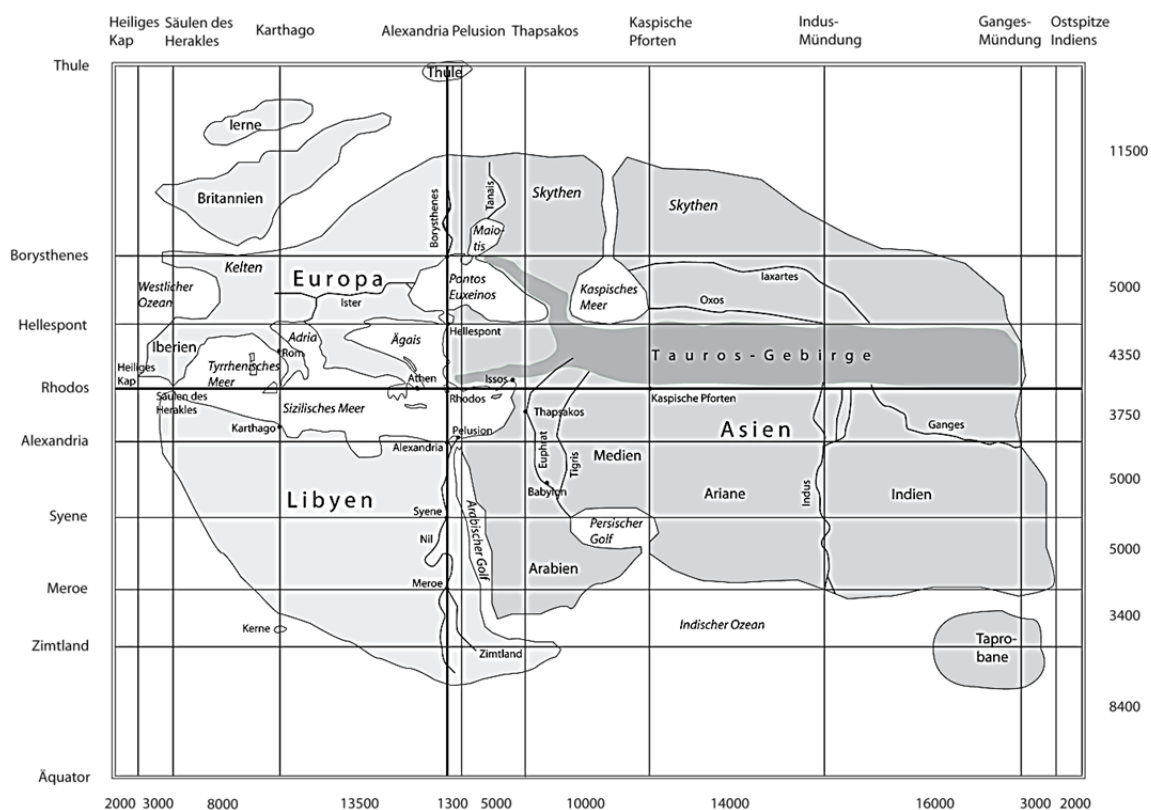 Heiliges Kap
Säulen des Herakles
Karthago
Alexandria
Pelusion
Thapsakos
Kaspische Pforten
Indus-Mündung
Ganges-Mündung
Ostspitze Indiens
Thule
Thule
Ierne
11500
Britannien
Borysthenes
Tanais
Skythen
Skythen
Maio-
tis
Borysthenes
Kelten
Europa
Westlicher
Ozean
Ister
Pontos
Euxeinos
Kaspisches
Meer
Iaxartes
Oxos
5000
Hellespont
Hellespont
Iberien
Adria
Ägais
Rom
Tyrrhenisches
Meer
Heiliges
Kap
Tauros-Gebirge
4350
Athen
Issos
Rhodos
Säulen des
Herakles
Sizilisches Meer
Rhodos
Kaspische Pforten
Thapsakos
3750
Karthago
Pelusion
Asien
Ganges
Alexandria
Alexandria
Euphrat
Tigris
Medien
Libyen
Babylon
Ariane
Indus
Indien
5000
Syene
Syene
Arabischer Golf
Persischer
Golf
Nil
Arabien
5000
Meroe
Meroe
3400
Kerne
Indischer Ozean
Zimtland
Zimtland
Tapro-
bane
8400
Äquator
2000 3000 8000 13500 1300 5000 10000 14000 16000 3000 2000